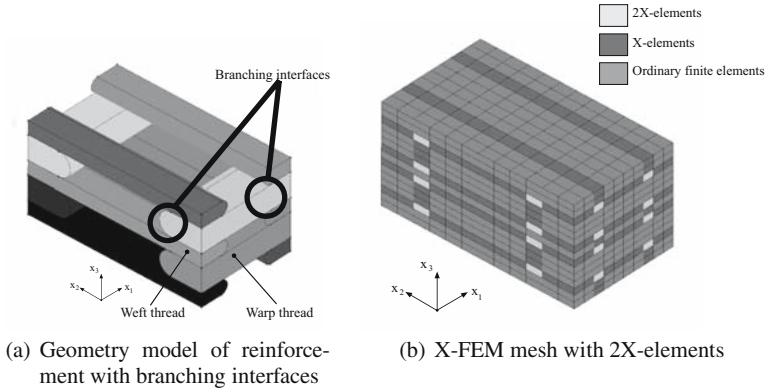 2X-elements
X-elements
Ordinary finite elements
Branching interfaces
x₃
x₂
x₁
Weft thread
Warp thread
x₃
x₂
x₁
(a) Geometry model of reinforce-
ment with branching interfaces
(b) X-FEM mesh with 2X-elements